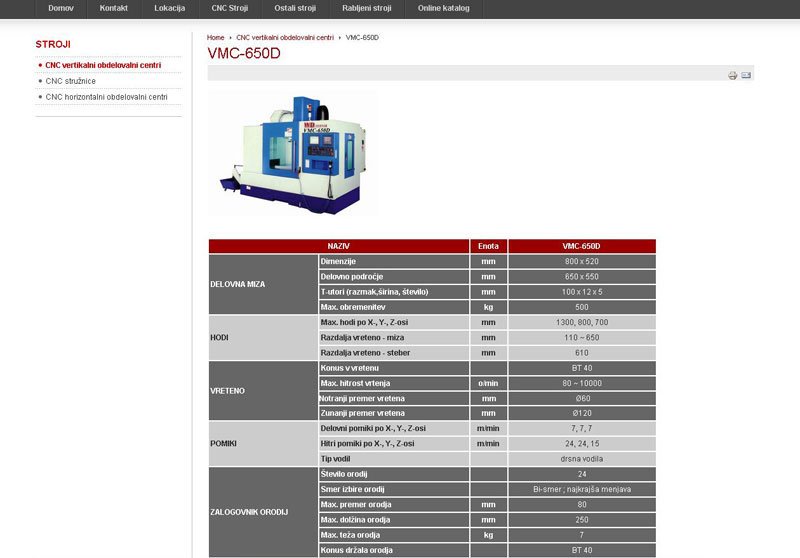 Domov Kontakt Lokacija CNC Stroji Ostali stroji Rabljeni stroji Online katalog
STROJI
CNC vertikalni obdelovalni centri
CNC stružnice
CNC horizontalni obdelovalni centri
Home CNC vertikalni obdelovalni centri VMC-650D
VMC-650D
VMC-650D
NAZIV Enota VMC-650D
DELOVNA MIZA
Dimenzije mm 800 x 520
Delovno področje mm 650 x 550
T-utori (razmak,širina, število) mm 100 x 12 x 5
Max. obremenitev kg 500
HODI
Max. hodi po X-, Y-, Z-osi mm 1300, 800, 700
Razdalja vreteno - miza mm 110 ~ 650
Razdalja vreteno - steber mm 610
VRETENO
Konus v vretenu BT 40
Max. hitrost vrtenja o/min 80 ~ 10000
Notranji premer vretena mm Ø60
Zunanji premer vretena mm Ø120
POMIKI
Delovni pomiki po X-, Y-, Z-osi m/min 7, 7, 7
Hitri pomiki po X-, Y-, Z-osi m/min 24, 24, 15
Tip vodil drsna vodila
ZALOGOVNIK ORODIJ
Število orodij 24
Smer izbire orodij Bi-smer ; najkrajša menjava
Max. premer orodja mm 80
Max. dolžina orodja mm 250
Max. teža orodja kg 7
Konus držala orodja BT 40